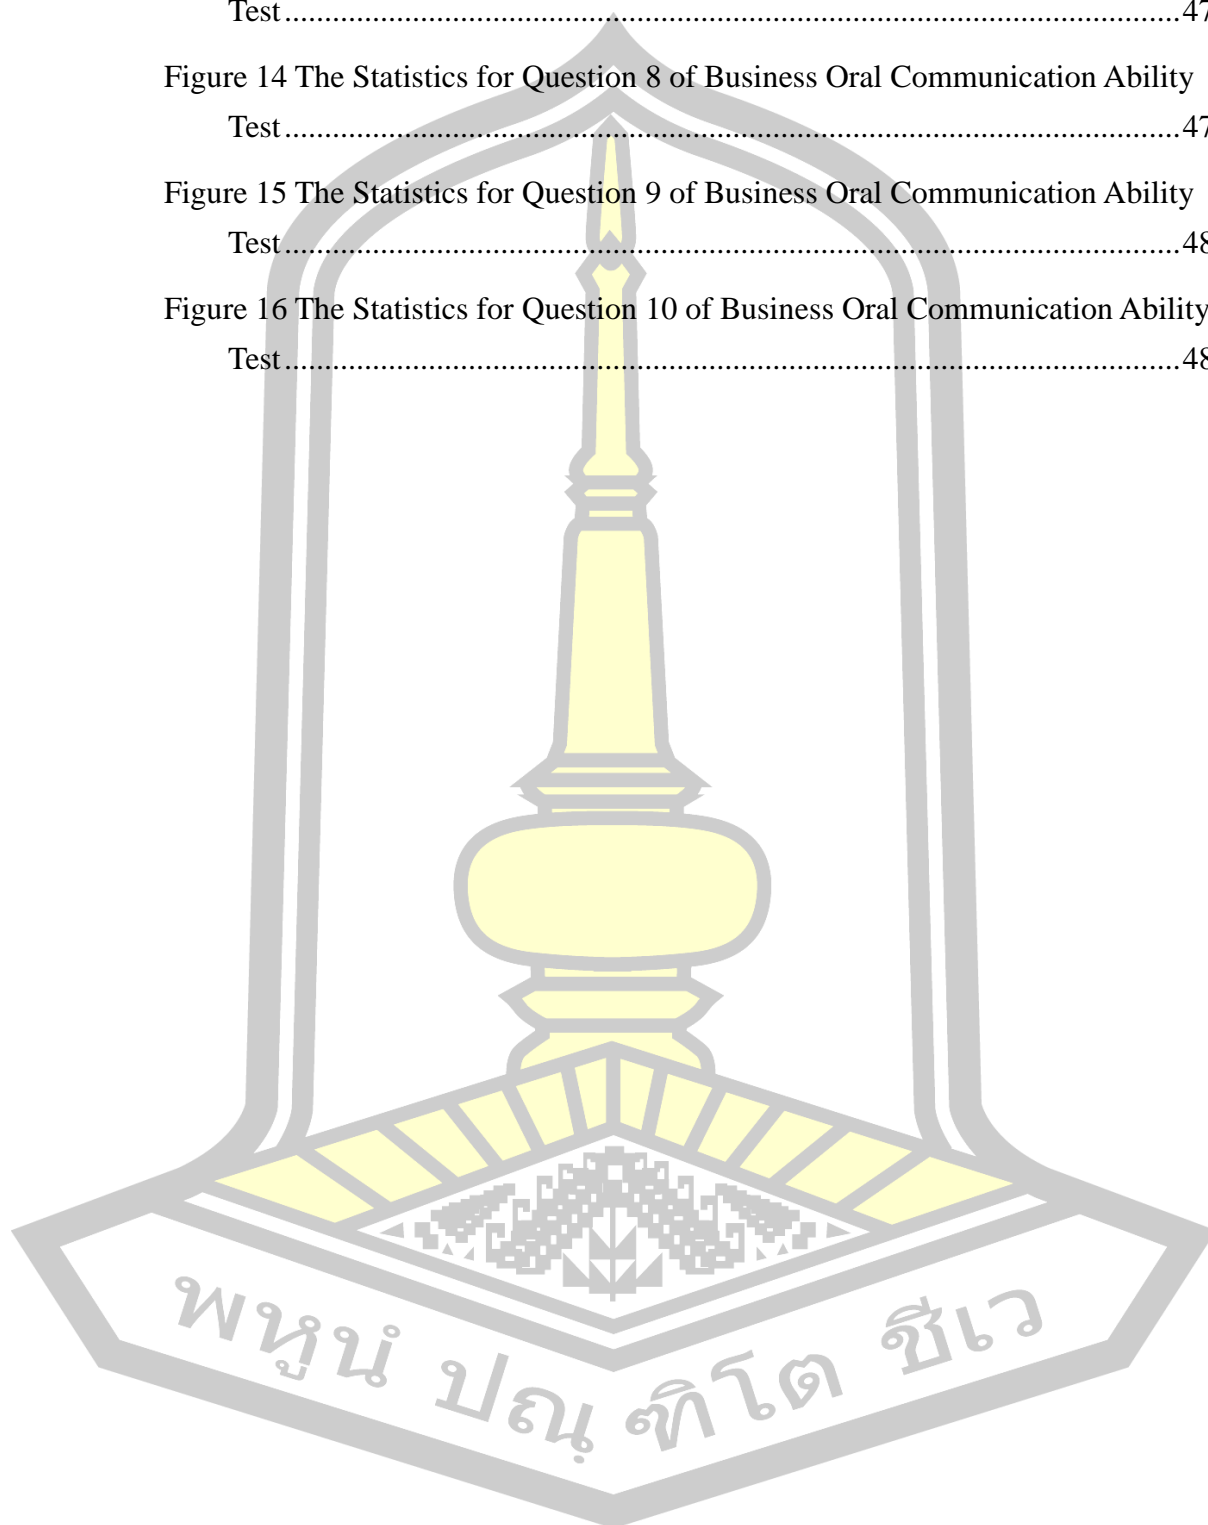 Test....................................................................................................................47
Figure 14 The Statistics for Question 8 of Business Oral Communication Ability
Test....................................................................................................................47
Figure 15 The Statistics for Question 9 of Business Oral Communication Ability
Test....................................................................................................................48
Figure 16 The Statistics for Question 10 of Business Oral Communication Ability
Test....................................................................................................................48
พหูนํ ปณฺฑิโต ชีเว